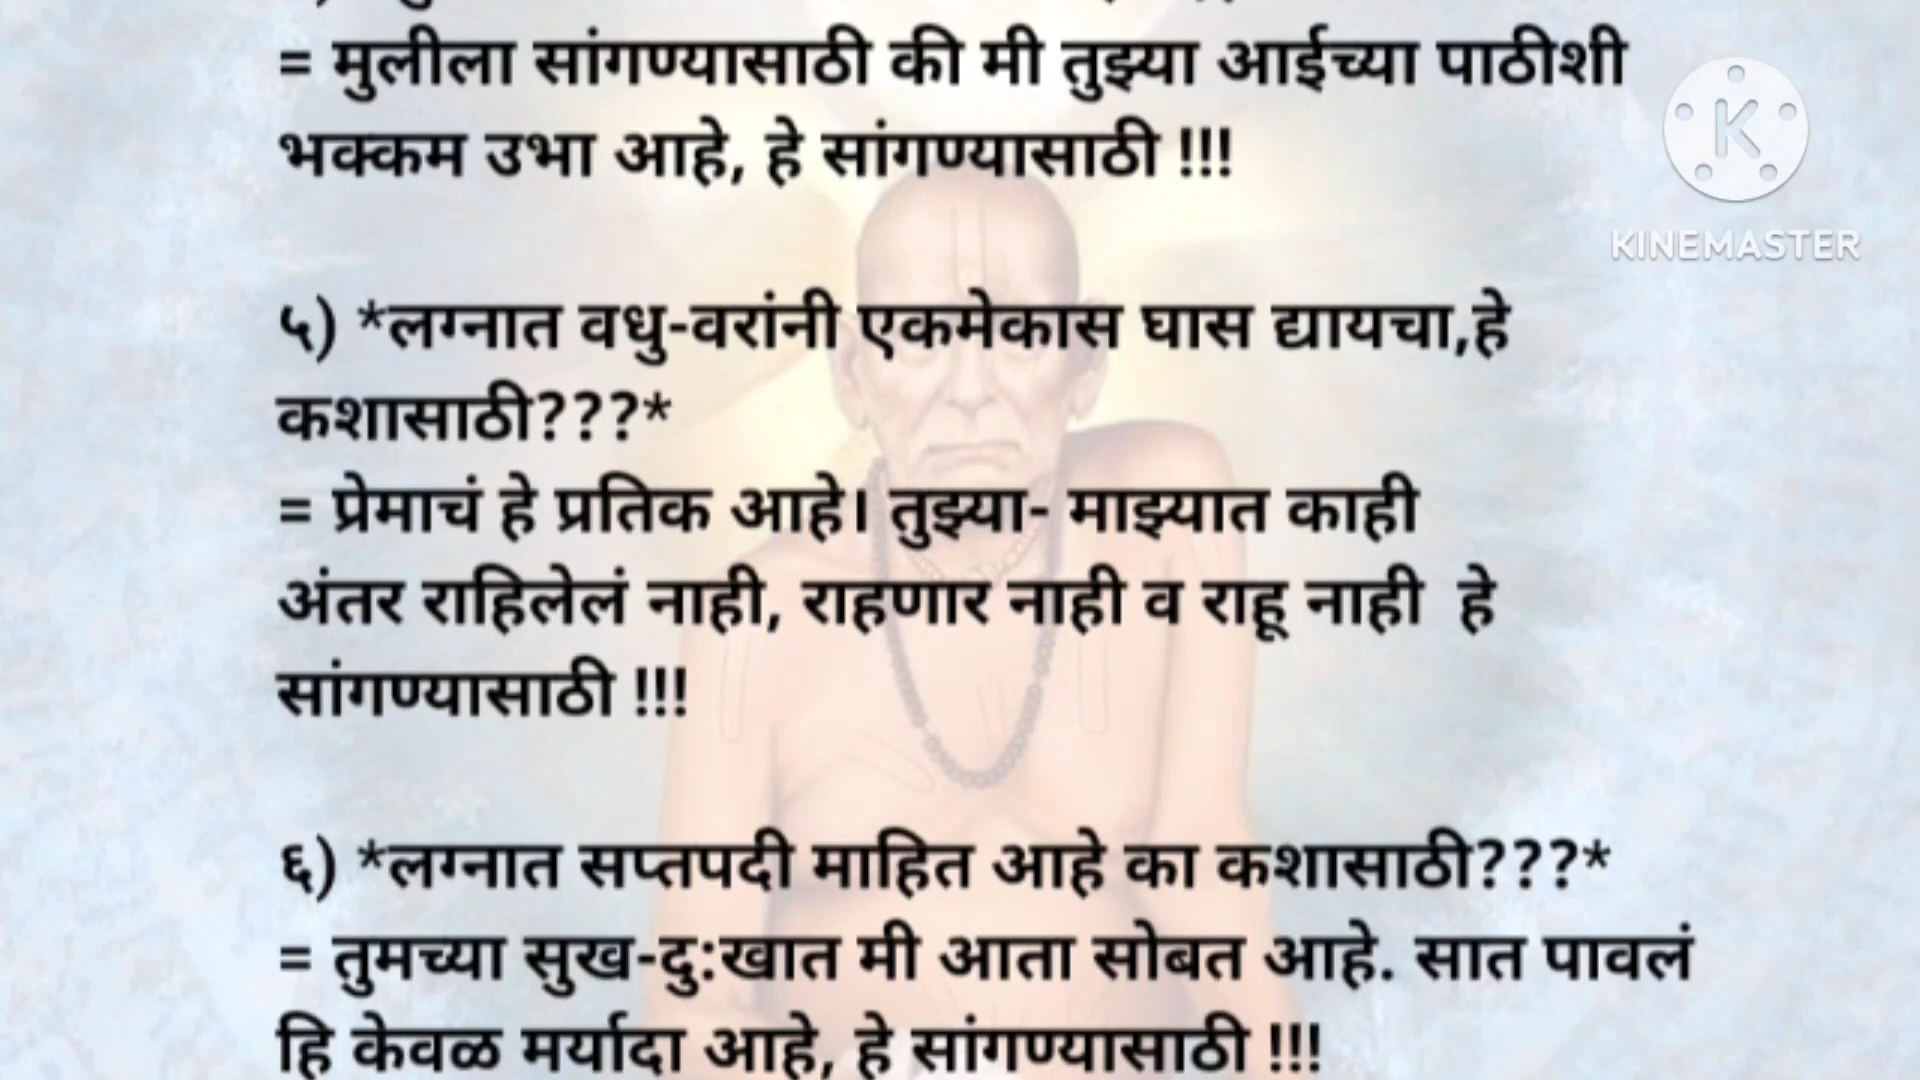 = मुलीला सांगण्यासाठी की मी तुझ्या आईच्या पाठीशी
भक्कम उभा आहे, हे सांगण्यासाठी !!!
K
KINEMASTER
५) *लग्नात वधु-वरांनी एकमेकास घास द्यायचा,हे
कशासाठी???*
= प्रेमाचं हे प्रतिक आहे। तुझ्या- माझ्यात काही
अंतर राहिलेलं नाही, राहणार नाही व राहू नाही हे
सांगण्यासाठी !!!
६) *लग्नात सप्तपदी माहित आहे का कशासाठी???*
= तुमच्या सुख-दु:खात मी आता सोबत आहे. सात पावलं
हि केवळ मर्यादा आहे, हे सांगण्यासाठी !!!